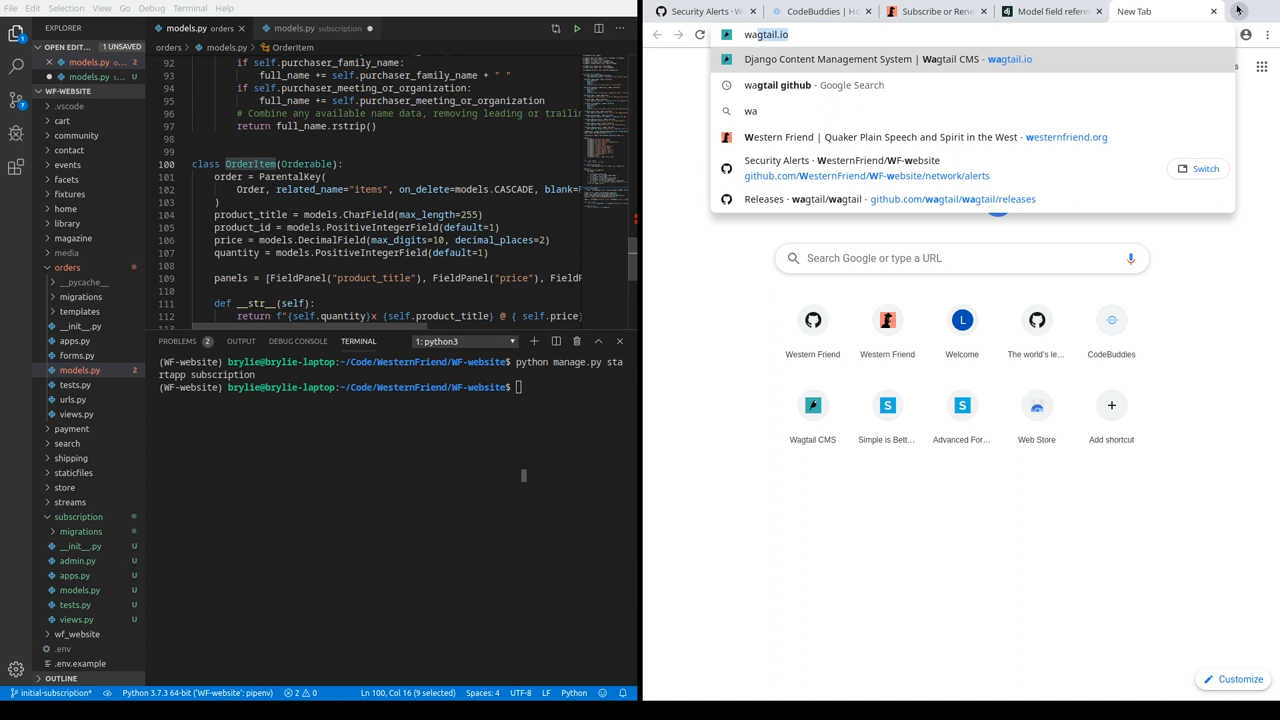 File Edit Selection View Go Debug Terminal Help
EXPLORER
OPEN EDIT... 1 UNSAVED
models.py o... 2
models.py s... U
WF-WEBSITE
.vscode
cart
community
contact
events
facets
fixtures
home
library
magazine
media
orders
__pycache__
migrations
templates
__init__.py
apps.py
forms.py
models.py 2
tests.py
urls.py
views.py
payment
search
shipping
staticfiles
store
streams
subscription
migrations
__init__.py U
admin.py U
apps.py U
models.py U
tests.py U
views.py U
wf_website
.env
.env.example
OUTLINE
models.py orders
models.py subscription
orders > models.py > OrderItem
92 if self.purchaser_family_name:
93 full_name += self.purchaser_family_name + " "
94 if self.purchaser_meeting_or_organization:
95 full_name += self.purchaser_meeting_or_organization
96 # Combine any available name data, removing leading or traili
97 return full_name.rstrip()
98
99
100 class OrderItem(Orderable):
101 order = ParentalKey(
102 Order, related_name="items", on_delete=models.CASCADE, blank=
103 )
104 product_title = models.CharField(max_length=255)
105 product_id = models.PositiveIntegerField(default=1)
106 price = models.DecimalField(max_digits=10, decimal_places=2)
107 quantity = models.PositiveIntegerField(default=1)
108
109 panels = [FieldPanel("product_title"), FieldPanel("price"), FieldP
110
111 def __str__(self):
112 return f"{self.quantity}x {self.product_title} @ { self.price}
113
PROBLEMS 2 OUTPUT DEBUG CONSOLE TERMINAL 1: python3
(WF-website) brylie@brylie-laptop:~/Code/WesternFriend/WF-website$ python manage.py sta
rtapp subscription
(WF-website) brylie@brylie-laptop:~/Code/WesternFriend/WF-website$
initial-subscription* Python 3.7.3 64-bit ('WF-website': pipenv) 2 0 Ln 100, Col 16 (9 selected) Spaces: 4 UTF-8 LF Python
Security Alerts · W
CodeBuddies | H
Subscribe or Rene
Model field refere
New Tab
wagtail.io
Django Content Management System | Wagtail CMS - wagtail.io
wagtail github - Google Search
wa
Western Friend | Quaker Plain Speech and Spirit in the West - westernfriend.org
Security Alerts · WesternFriend/WF-website
github.com/WesternFriend/WF-website/network/alerts
Switch
Releases · wagtail/wagtail - github.com/wagtail/wagtail/releases
Search Google or type a URL
Western Friend
Western Friend
L
Welcome
The world's le...
CodeBuddies
Wagtail CMS
S
Simple is Bett...
S
Advanced For...
Web Store
Add shortcut
Customize